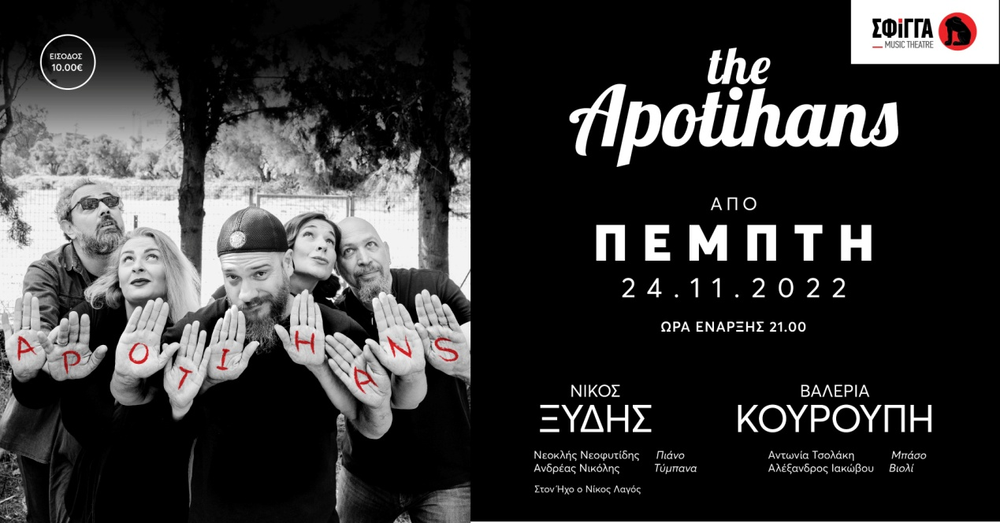 ΕΙΣΟΔΟΣ
10.00€
ΣΦiΓΓΑ
MUSIC THEATRE
the
Apotihans
ΑΠΟ
ΠΕΜΠΤΗ
24.11.2022
ΩΡΑ ΕΝΑΡΞΗΣ 21.00
A P O T I H A N S
ΝΙΚΟΣ
ΞΥΔΗΣ
Νεοκλής Νεοφυτίδης Πιάνο
Ανδρέας Νικόλης Τύμπανα
Στον Ήχο ο Νίκος Λαγός
ΒΑΛΕΡΙΑ
ΚΟΥΡΟΥΠΗ
Αντωνία Τσολάκη Μπάσο
Αλέξανδρος Ιακώβου Βιολί